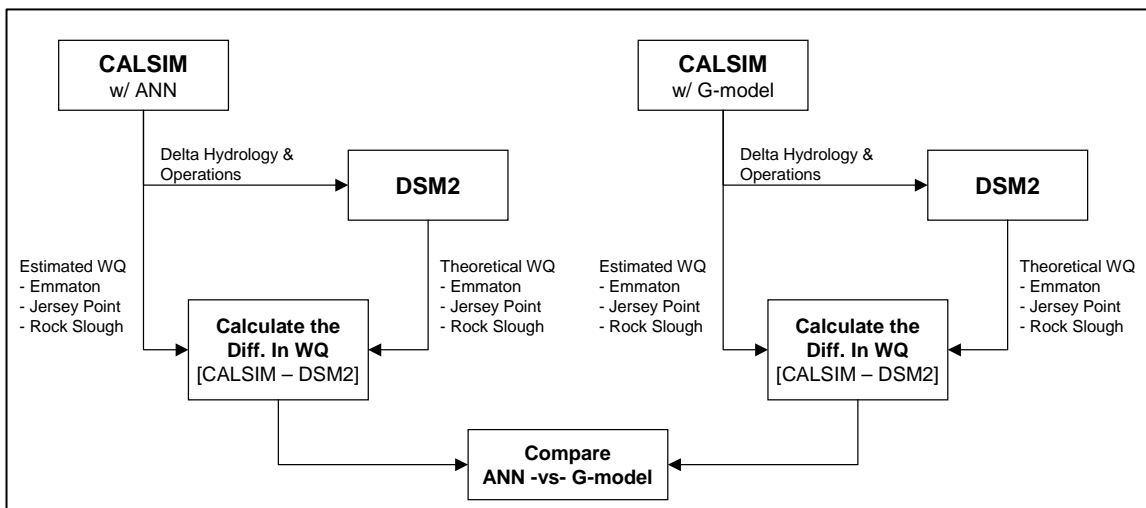 CALSIM
w/ ANN
Delta Hydrology &
Operations
DSM2
Estimated WQ
- Emmaton
- Jersey Point
- Rock Slough
Theoretical WQ
- Emmaton
- Jersey Point
- Rock Slough
Calculate the
Diff. In WQ
[CALSIM – DSM2]
CALSIM
w/ G-model
Delta Hydrology &
Operations
DSM2
Estimated WQ
- Emmaton
- Jersey Point
- Rock Slough
Theoretical WQ
- Emmaton
- Jersey Point
- Rock Slough
Calculate the
Diff. In WQ
[CALSIM – DSM2]
Compare
ANN -vs- G-model